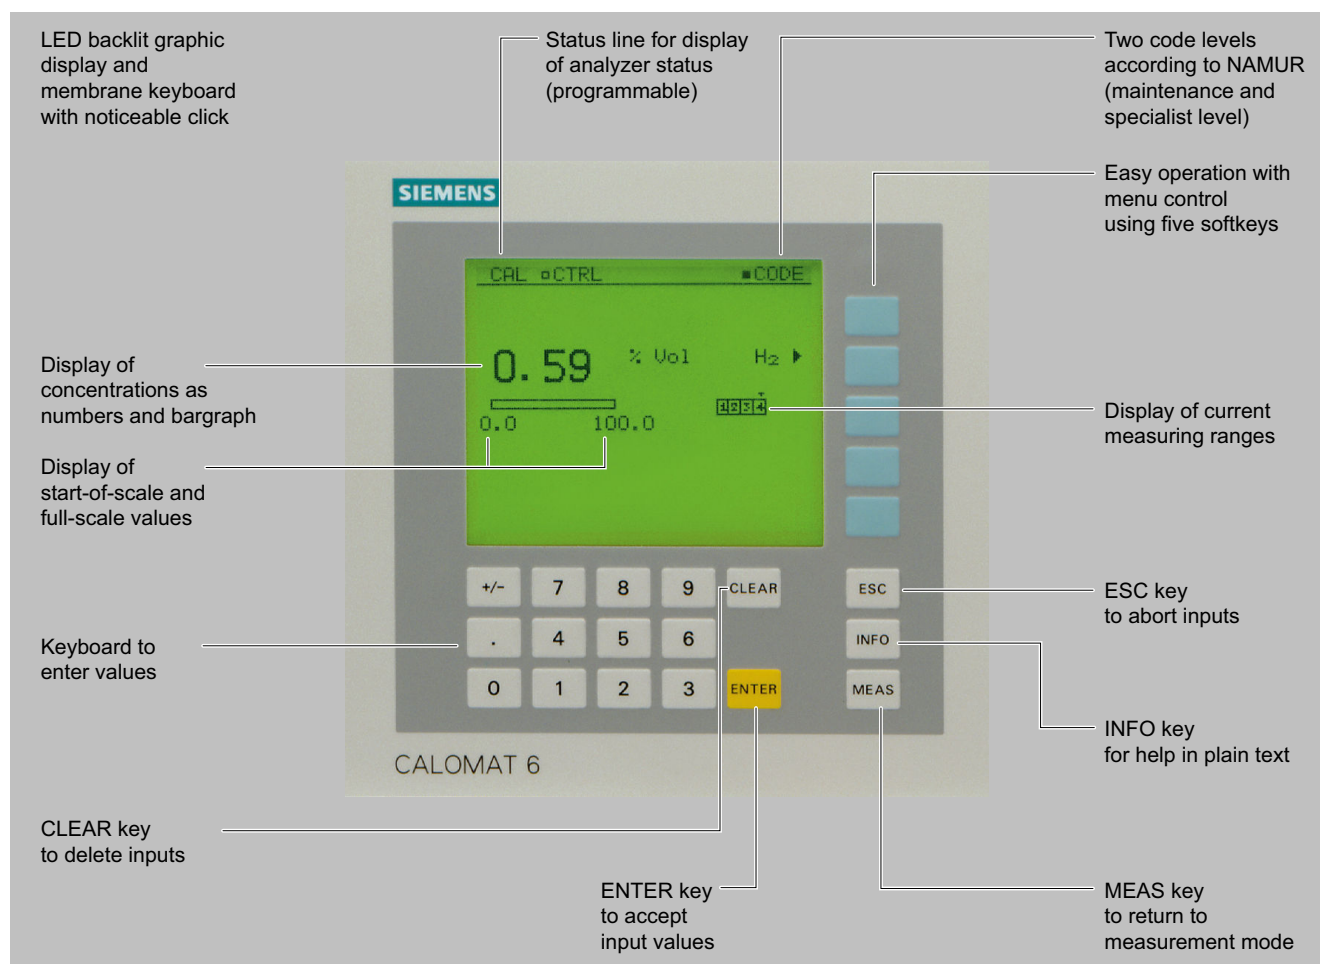 LED backlit graphic
display and
membrane keyboard
with noticeable click
Status line for display
of analyzer status
(programmable)
Two code levels
according to NAMUR
(maintenance and
specialist level)
Easy operation with
menu control
using five softkeys
SIEMENS
CAL CTRL CODE
0.59 % Vol H2
1 2 3 4
0.0 100.0
Display of
concentrations as
numbers and bargraph
Display of
start-of-scale and
full-scale values
Display of current
measuring ranges
+/- 7 8 9 CLEAR ESC
. 4 5 6 INFO
0 1 2 3 ENTER MEAS
Keyboard to
enter values
ESC key
to abort inputs
INFO key
for help in plain text
CALOMAT 6
CLEAR key
to delete inputs
ENTER key
to accept
input values
MEAS key
to return to
measurement mode